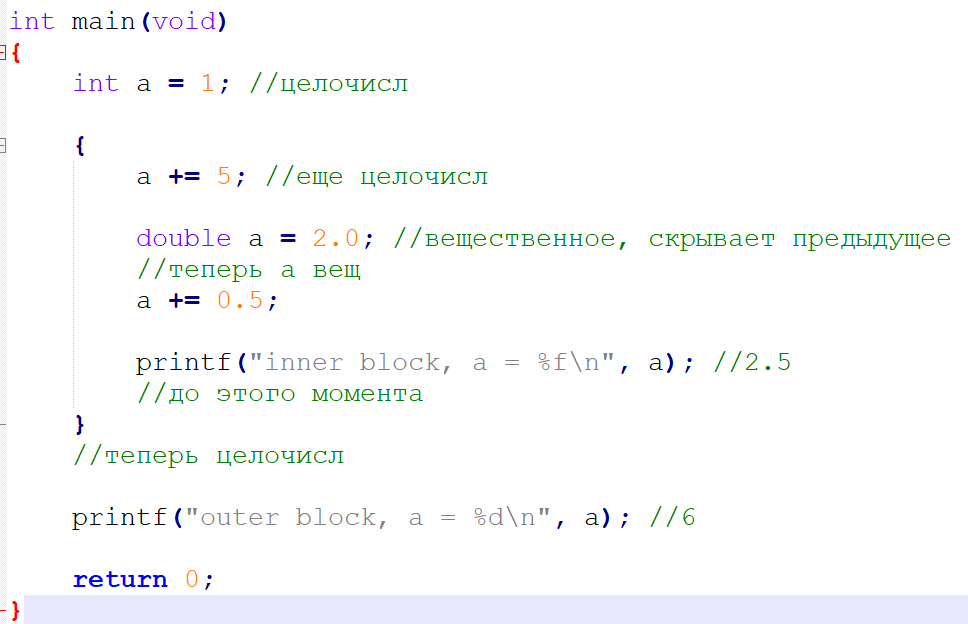 int main(void)
{
    int a = 1; //целочисл
    {
        a += 5; //еще целочисл
        double a = 2.0; //вещественное, скрывает предыдущее
        //теперь а вещ
        a += 0.5;
        printf("inner block, a = %f\n", a); //2.5
        //до этого момента
    }
    //теперь целочисл
    printf("outer block, a = %d\n", a); //6
    return 0;
}